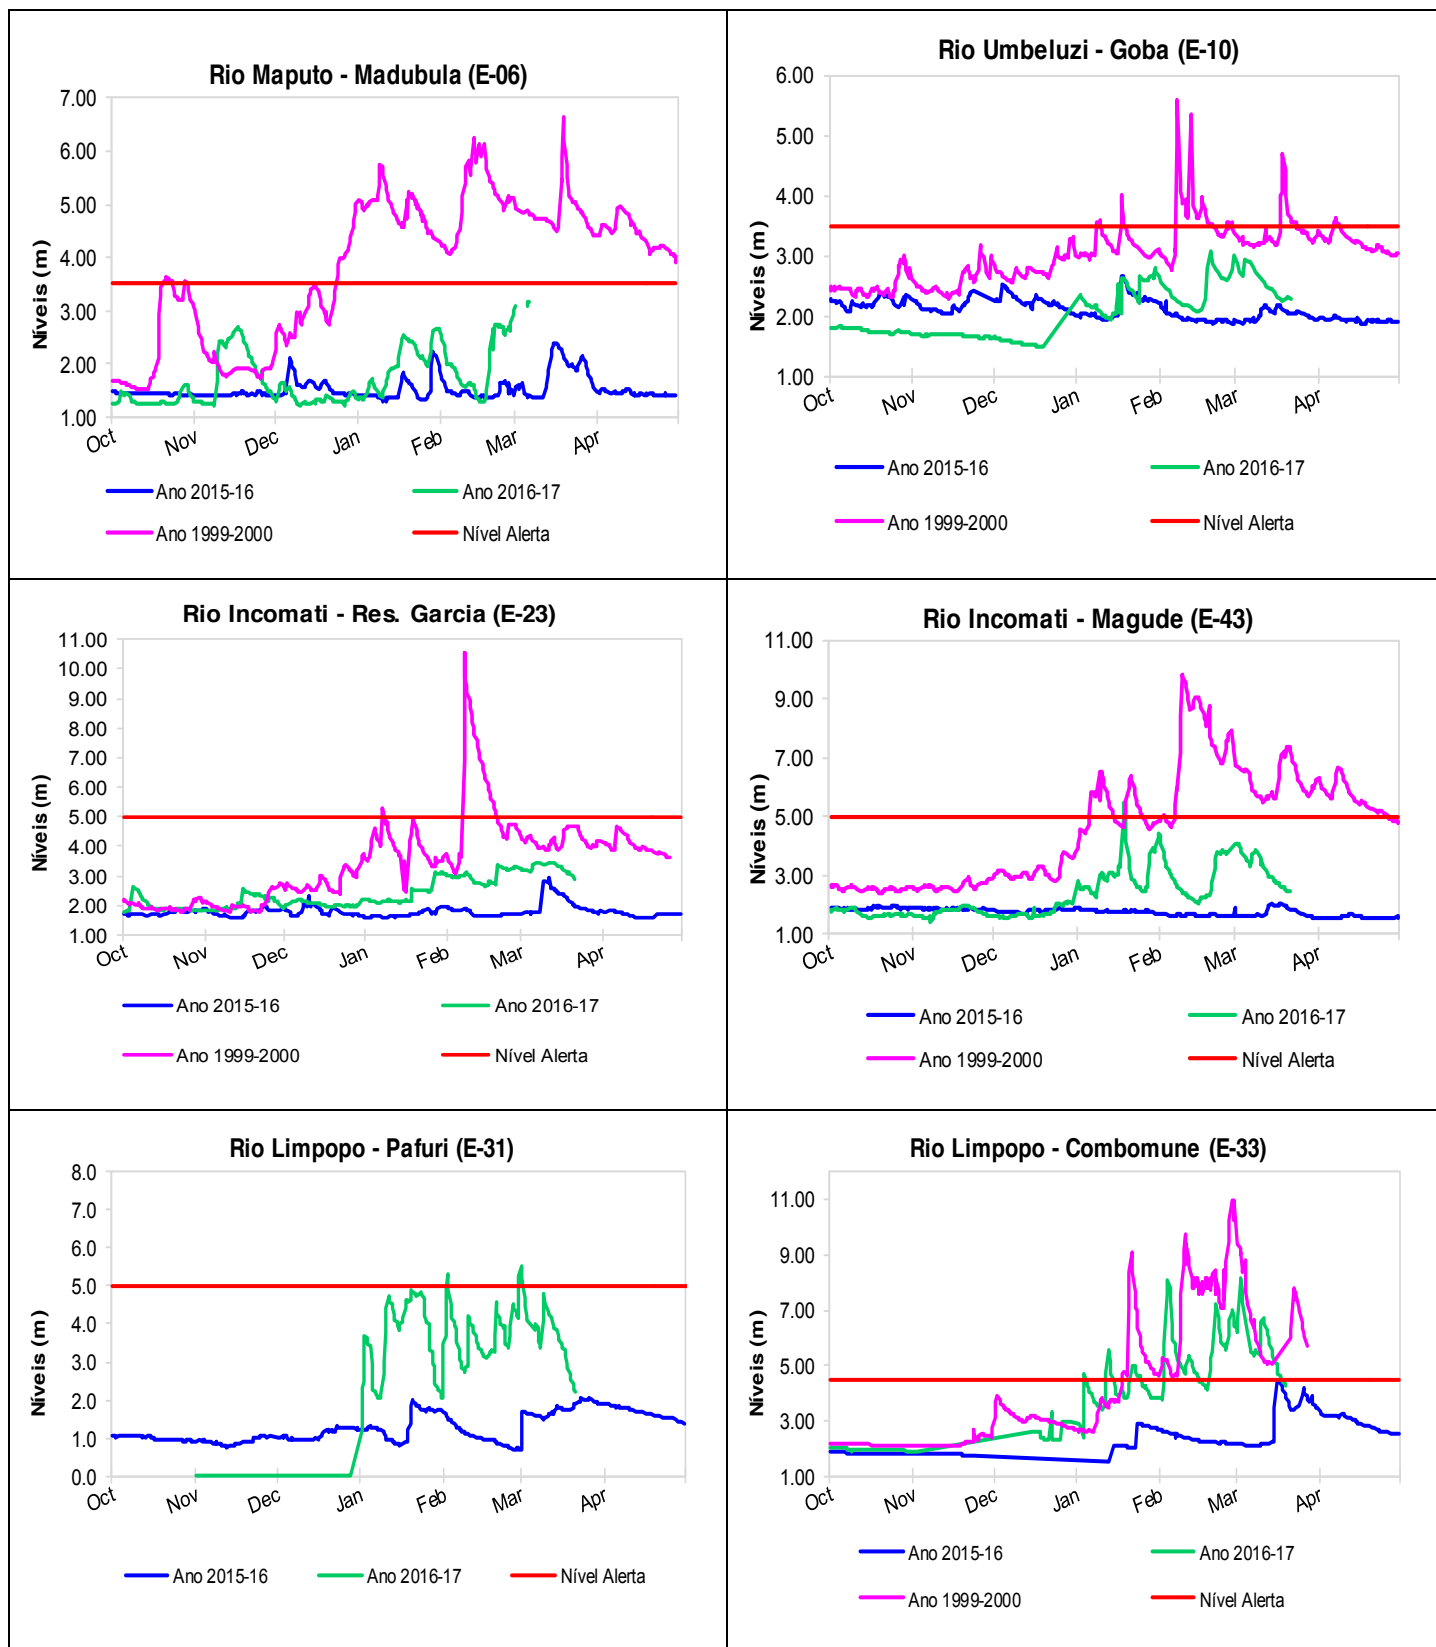 Rio Maputo - Madubula (E-06)
Níveis (m)
7.00
6.00
5.00
4.00
3.00
2.00
1.00
Oct Nov Dec Jan Feb Mar Apr
Ano 2015-16 Ano 2016-17
Ano 1999-2000 Nível Alerta
Rio Umbeluzi - Goba (E-10)
Níveis (m)
6.00
5.00
4.00
3.00
2.00
1.00
Oct Nov Dec Jan Feb Mar Apr
Ano 2015-16 Ano 2016-17
Ano 1999-2000 Nível Alerta
Rio Incomati - Res. Garcia (E-23)
Níveis (m)
11.00
10.00
9.00
8.00
7.00
6.00
5.00
4.00
3.00
2.00
1.00
Oct Nov Dec Jan Feb Mar Apr
Ano 2015-16 Ano 2016-17
Ano 1999-2000 Nível Alerta
Rio Incomati - Magude (E-43)
Níveis (m)
11.00
9.00
7.00
5.00
3.00
1.00
Oct Nov Dec Jan Feb Mar Apr
Ano 2015-16 Ano 2016-17
Ano 1999-2000 Nível Alerta
Rio Limpopo - Pafuri (E-31)
Níveis (m)
8.0
7.0
6.0
5.0
4.0
3.0
2.0
1.0
0.0
Oct Nov Dec Jan Feb Mar Apr
Ano 2015-16 Ano 2016-17 Nível Alerta
Rio Limpopo - Combomune (E-33)
Níveis (m)
11.00
9.00
7.00
5.00
3.00
1.00
Oct Nov Dec Jan Feb Mar Apr
Ano 2015-16 Ano 2016-17
Ano 1999-2000 Nível Alerta